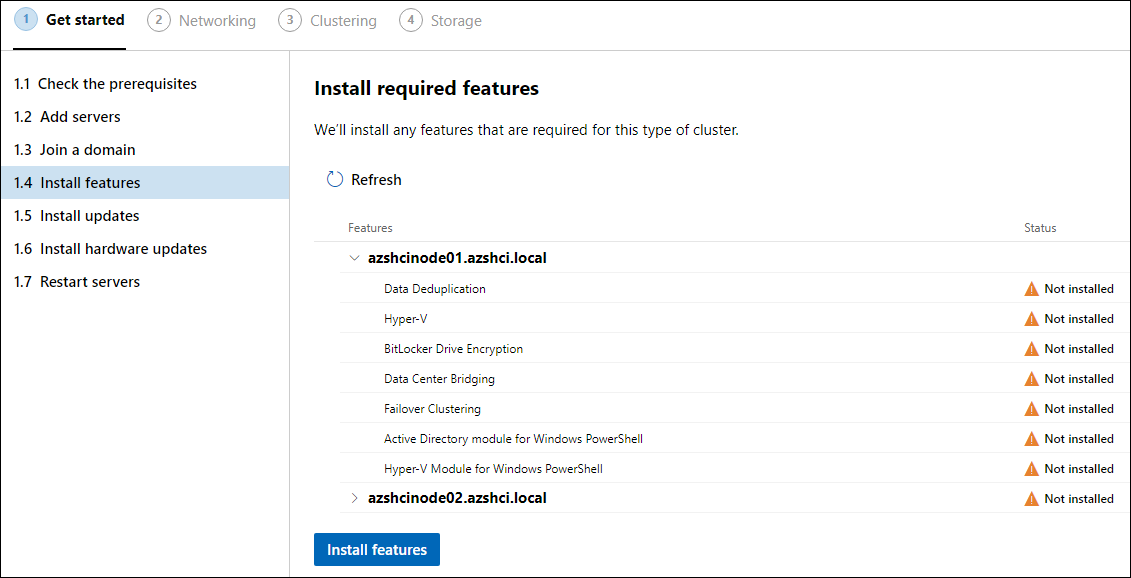 1 Get started 2 Networking 3 Clustering 4 Storage
1.1 Check the prerequisites
1.2 Add servers
1.3 Join a domain
1.4 Install features
1.5 Install updates
1.6 Install hardware updates
1.7 Restart servers
Install required features
We'll install any features that are required for this type of cluster.
Refresh
Features Status
azshcinode01.azshci.local
Data Deduplication Not installed
Hyper-V Not installed
BitLocker Drive Encryption Not installed
Data Center Bridging Not installed
Failover Clustering Not installed
Active Directory module for Windows PowerShell Not installed
Hyper-V Module for Windows PowerShell Not installed
azshcinode02.azshci.local Not installed
Install features